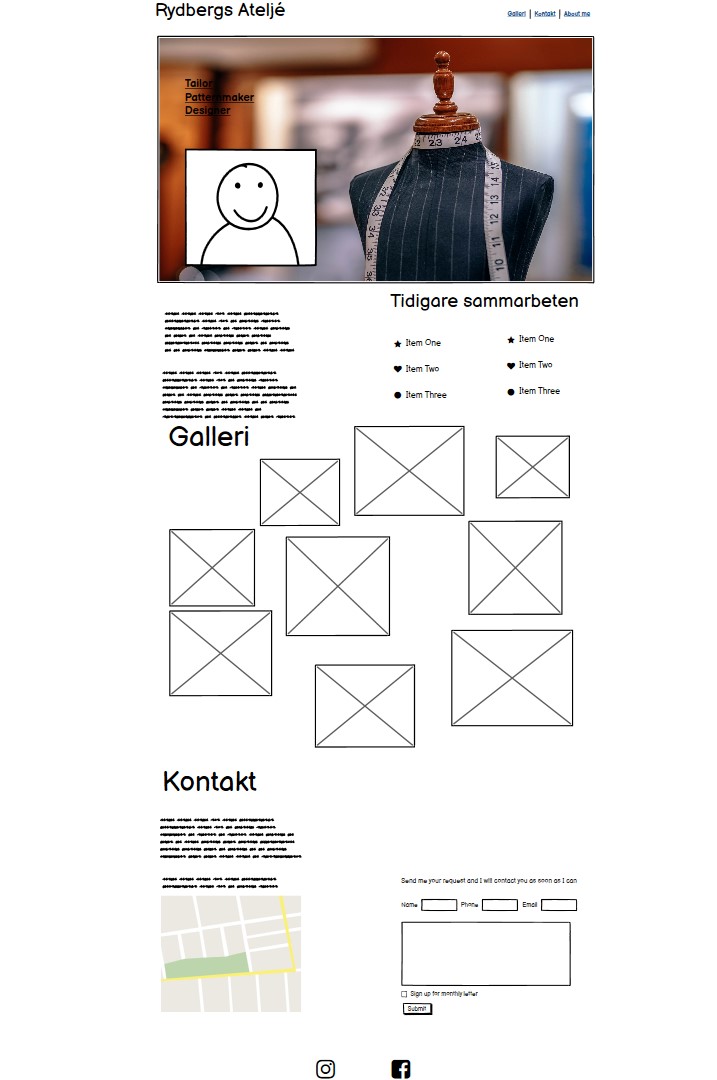 Rydbergs Ateljé
Galleri | Kontakt | About me
Tailor
Patternmaker
Designer
Tidigare sammarbeten
Item One
Item Two
Item Three
Item One
Item Two
Item Three
Galleri
Kontakt
Send me your request and I will contact you as soon as I can
Name Phone Email
Sign up for monthly letter
Submit